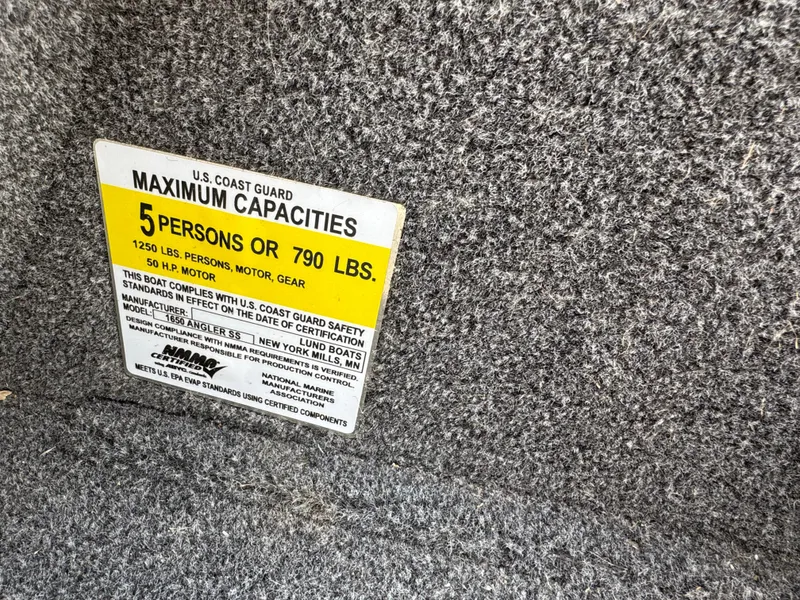 U.S. COAST GUARD
MAXIMUM CAPACITIES
5 PERSONS OR 790 LBS.
1250 LBS. PERSONS, MOTOR, GEAR
50 H.P. MOTOR
THIS BOAT COMPLIES WITH U.S. COAST GUARD SAFETY
STANDARDS IN EFFECT ON THE DATE OF CERTIFICATION
MANUFACTURER: LUND BOATS
MODEL: 1650 ANGLER SS NEW YORK MILLS, MN
DESIGN COMPLIANCE WITH NMMA REQUIREMENTS IS VERIFIED.
MANUFACTURER RESPONSIBLE FOR PRODUCTION CONTROL.
NMMA
CERTIFIED
NATIONAL MARINE
MANUFACTURERS
ASSOCIATION
MEETS U.S. EPA EVAP STANDARDS USING CERTIFIED COMPONENTS